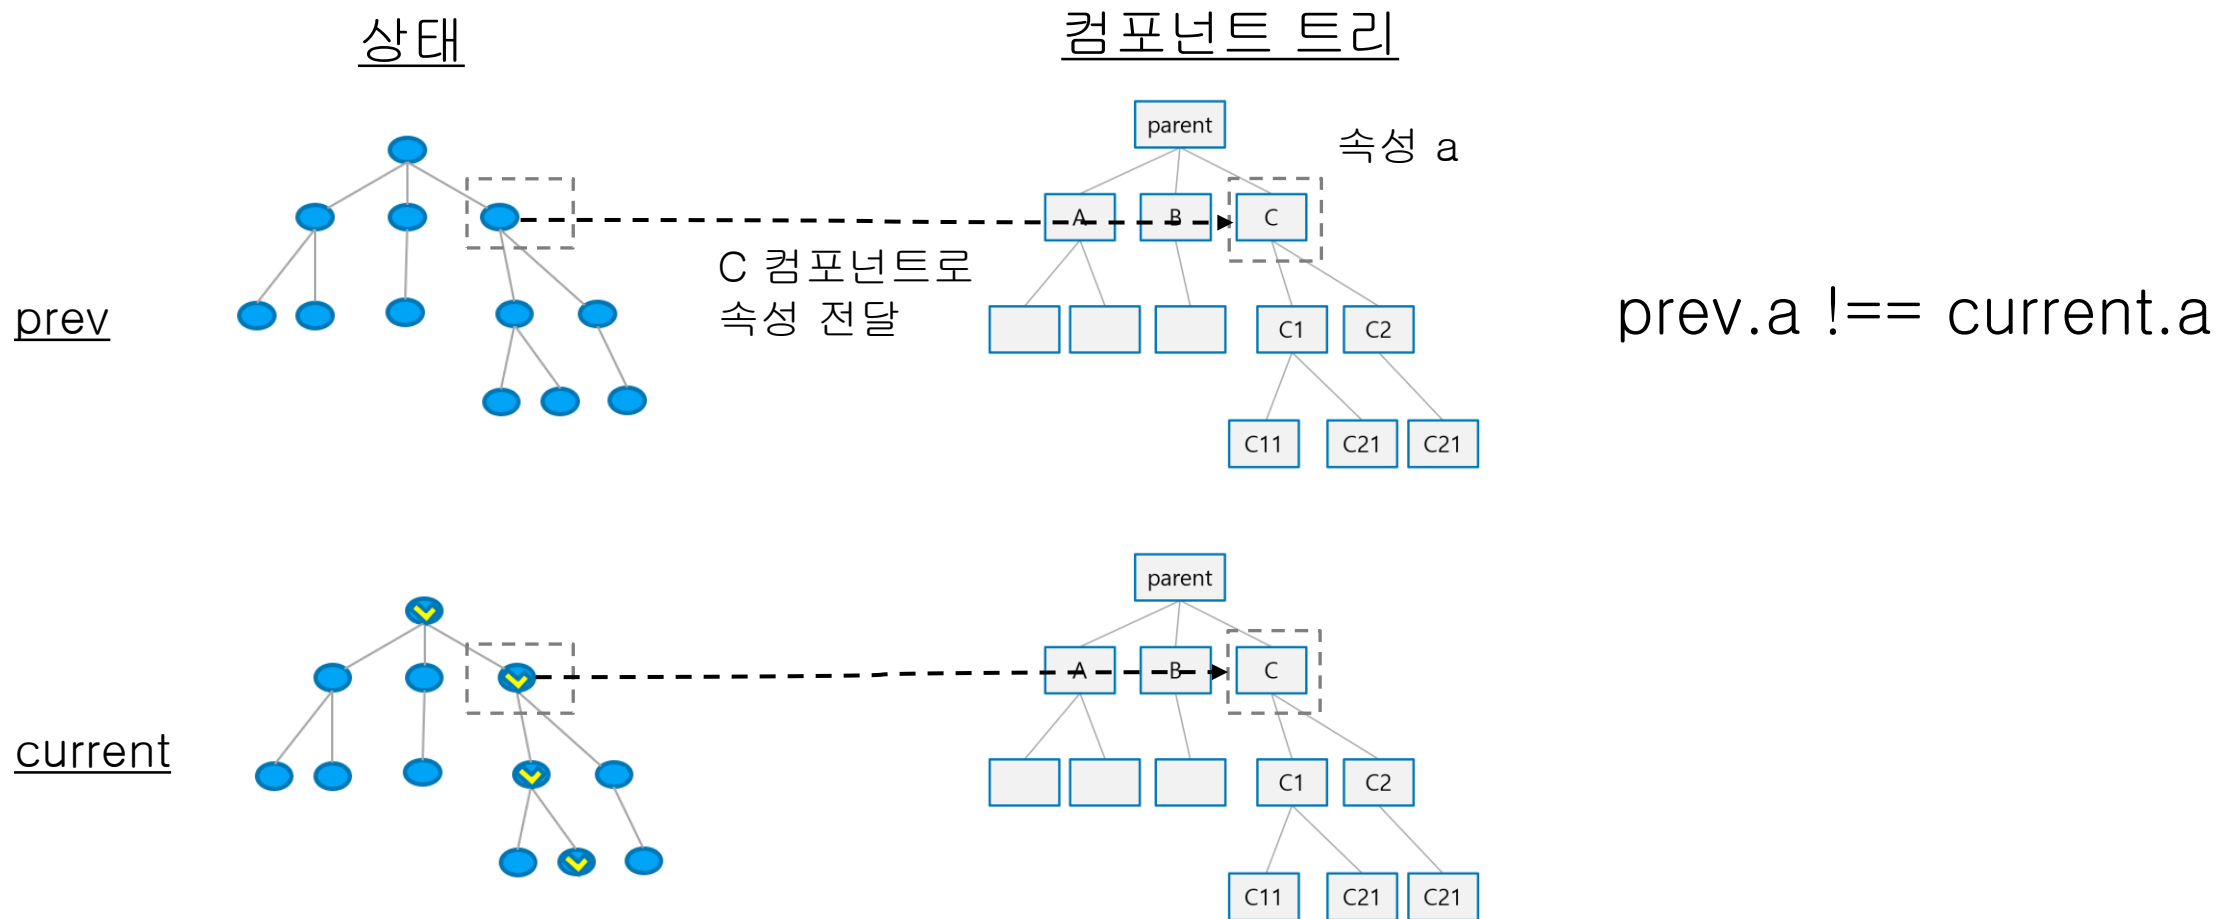 상태
컴포넌트 트리
parent
속성 a
A
B
C
C 컴포넌트로
속성 전달
prev
C1
C2
prev.a !== current.a
C11
C21
C21
parent
A
B
C
current
C1
C2
C11
C21
C21